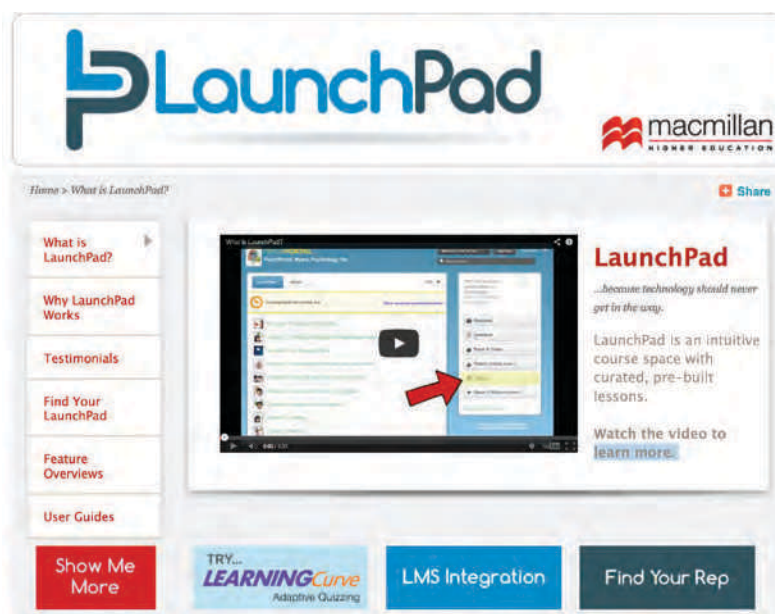 LaunchPad
macmillan
HIGHER EDUCATION
Home > What is LaunchPad?
Share
What is
LaunchPad?
Why LaunchPad
Works
Testimonials
Find Your
LaunchPad
Feature
Overviews
User Guides
What is LaunchPad?
LaunchPad
...because technology should never
get in the way.
LaunchPad is an intuitive
course space with
curated, pre-built
lessons.
Watch the video to
learn more.
Show Me
More
TRY...
LEARNINGCurve
Adaptive Quizzing
LMS Integration
Find Your Rep